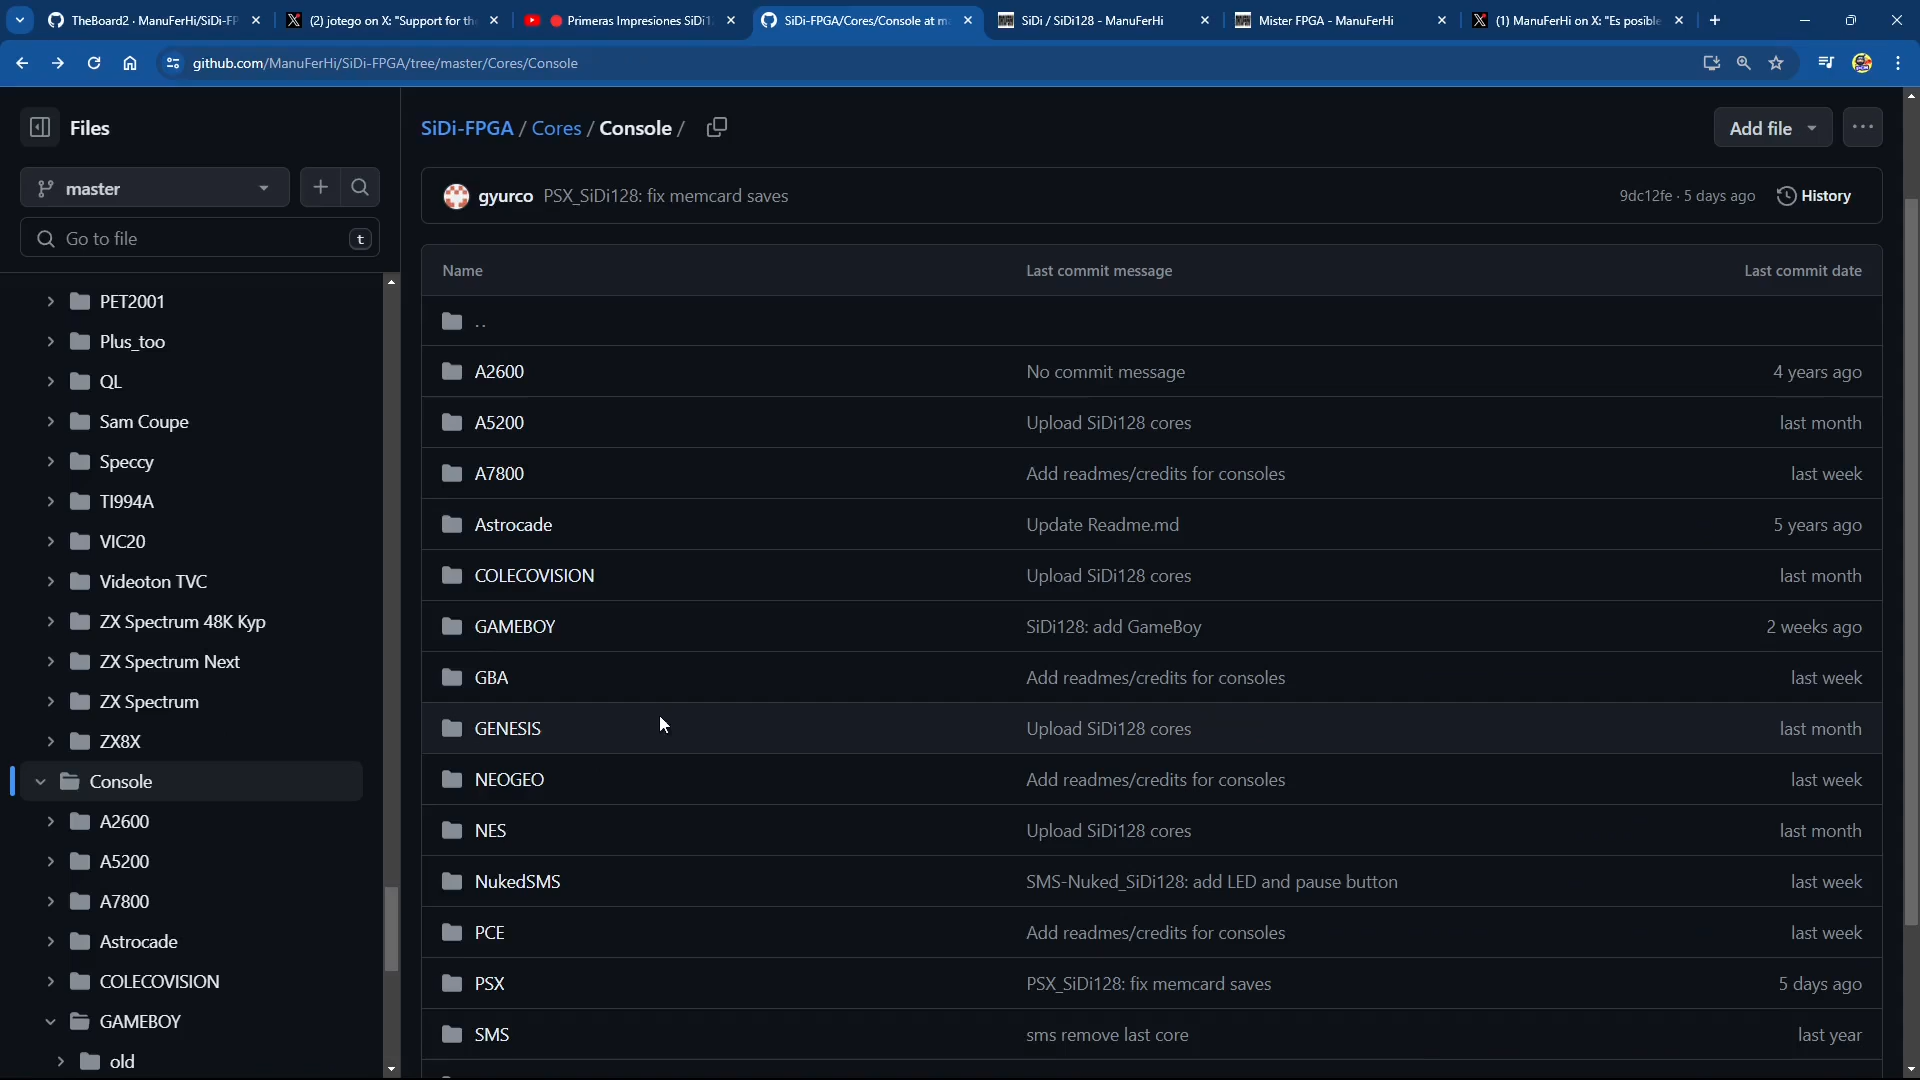 TheBoard2 · ManuFerHi/SiDi-FP
(2) jotego on X: "Support for th
Primeras Impresiones SiDi1
SiDi-FPGA/Cores/Console at m
SiDi / SiDi128 - ManuFerHi
Mister FPGA - ManuFerHi
(1) ManuFerHi on X: "Es posible
github.com/ManuFerHi/SiDi-FPGA/tree/master/Cores/Console
Files
master
Go to file
t
PET2001
Plus_too
QL
Sam Coupe
Speccy
TI994A
VIC20
Videoton TVC
ZX Spectrum 48K Kyp
ZX Spectrum Next
ZX Spectrum
ZX8X
Console
A2600
A5200
A7800
Astrocade
COLECOVISION
GAMEBOY
old
SiDi-FPGA / Cores / Console /
Add file
gyurco PSX_SiDi128: fix memcard saves 9dc12fe · 5 days ago History
Name Last commit message Last commit date
..
A2600 No commit message 4 years ago
A5200 Upload SiDi128 cores last month
A7800 Add readmes/credits for consoles last week
Astrocade Update Readme.md 5 years ago
COLECOVISION Upload SiDi128 cores last month
GAMEBOY SiDi128: add GameBoy 2 weeks ago
GBA Add readmes/credits for consoles last week
GENESIS Upload SiDi128 cores last month
NEOGEO Add readmes/credits for consoles last week
NES Upload SiDi128 cores last month
NukedSMS SMS-Nuked_SiDi128: add LED and pause button last week
PCE Add readmes/credits for consoles last week
PSX PSX_SiDi128: fix memcard saves 5 days ago
SMS sms remove last core last year